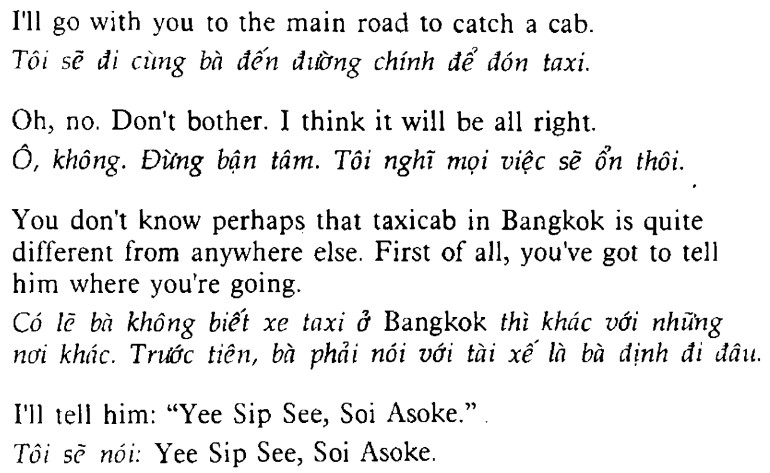 I'll go with you to the main road to catch a cab.
Tôi sẽ đi cùng bà đến đường chính để đón taxi.
Oh, no. Don't bother. I think it will be all right.
Ô, không. Đừng bận tâm. Tôi nghĩ mọi việc sẽ ổn thôi.
You don't know perhaps that taxicab in Bangkok is quite
different from anywhere else. First of all, you've got to tell
him where you're going.
Có lẽ bà không biết xe taxi ở Bangkok thì khác với những
nơi khác. Trước tiên, bà phải nói với tài xế là bà định đi đâu.
I'll tell him: “Yee Sip See, Soi Asoke.”
Tôi sẽ nói: Yee Sip See, Soi Asoke.